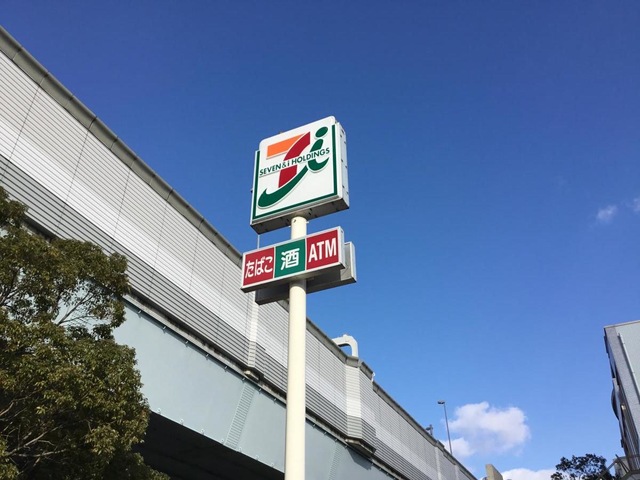 7i
SEVEN & i HOLDINGS
たばこ 酒 ATM